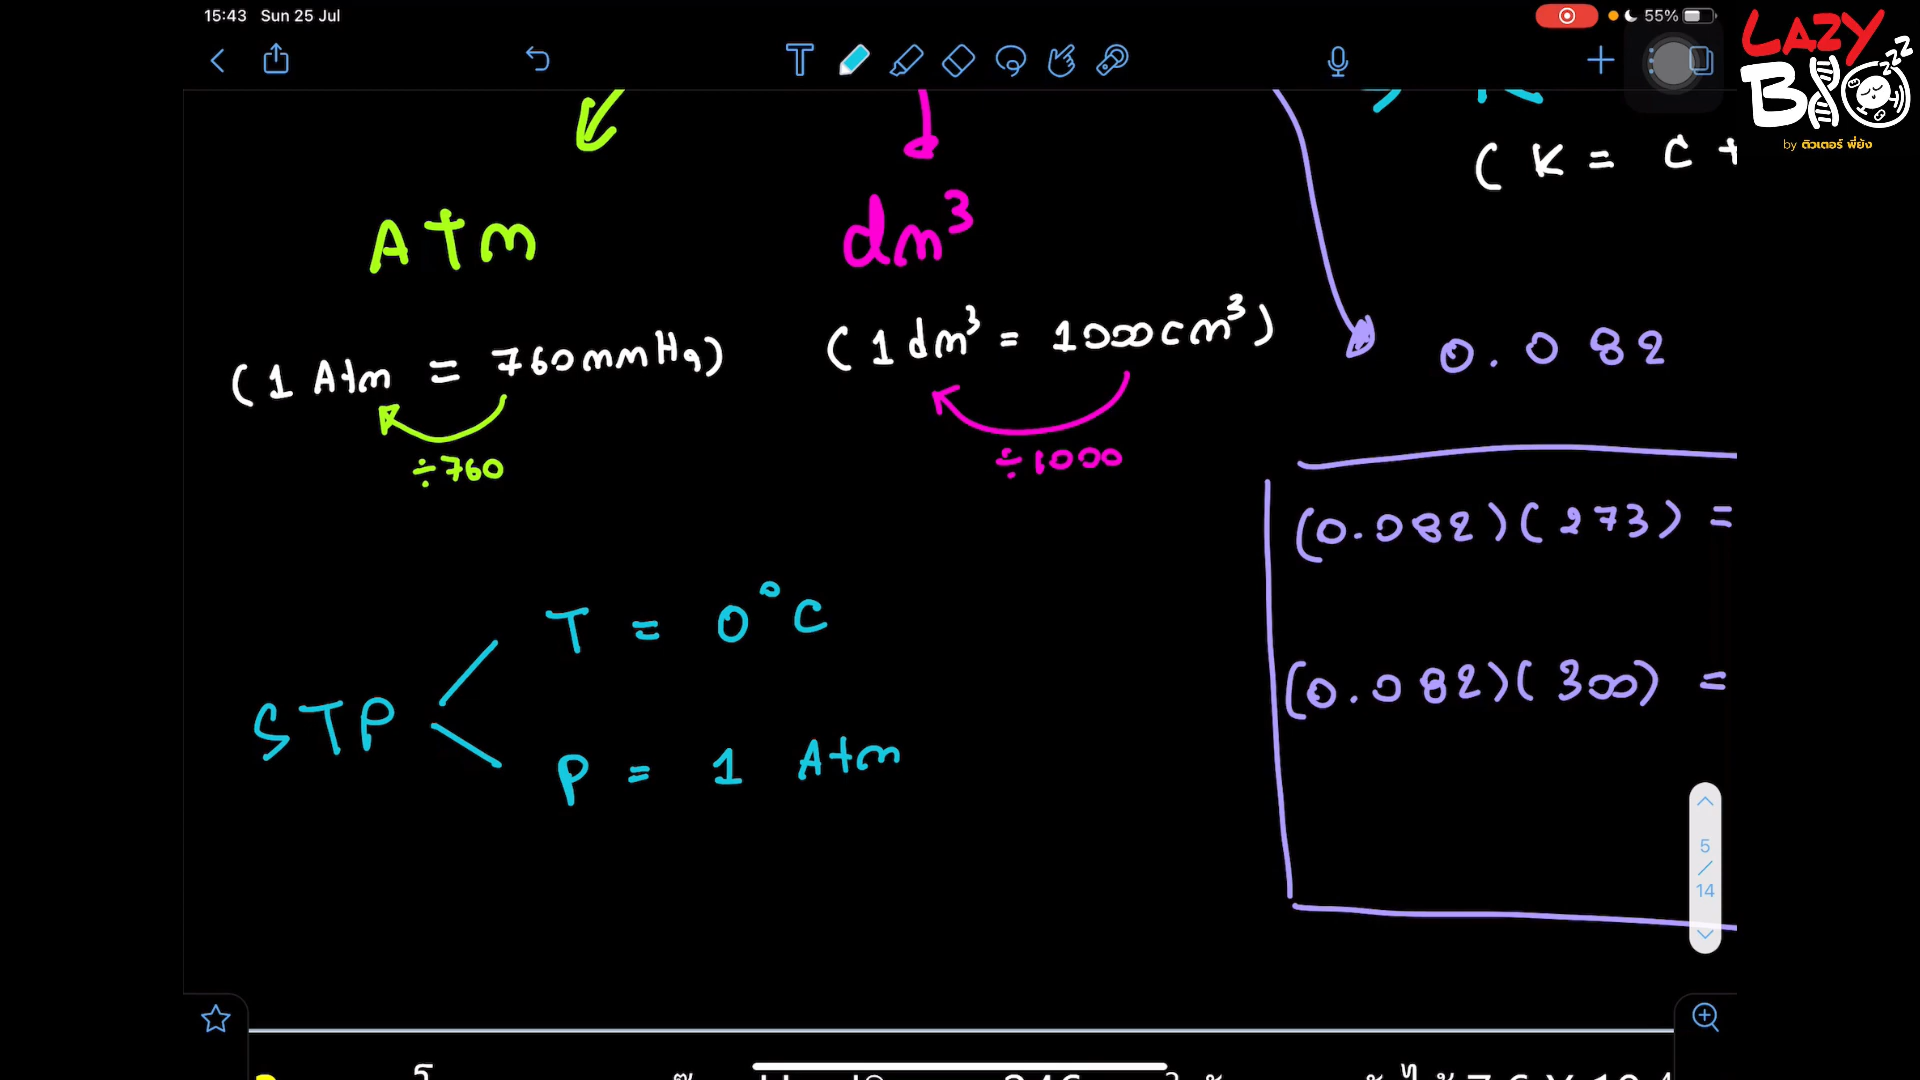 15:43 Sun 25 Jul
55%
LAZY
BIO
zzz
by ติวเตอร์ พี่ยัง
T
(K = C +
Atm
dm³
(1 Atm = 760mmHg)
(1 dm³ = 1000cm³)
0.082
÷760
÷1000
(0.082)(273) =
T = 0°C
STP
(0.082)(300) =
P = 1 Atm
5
/
14